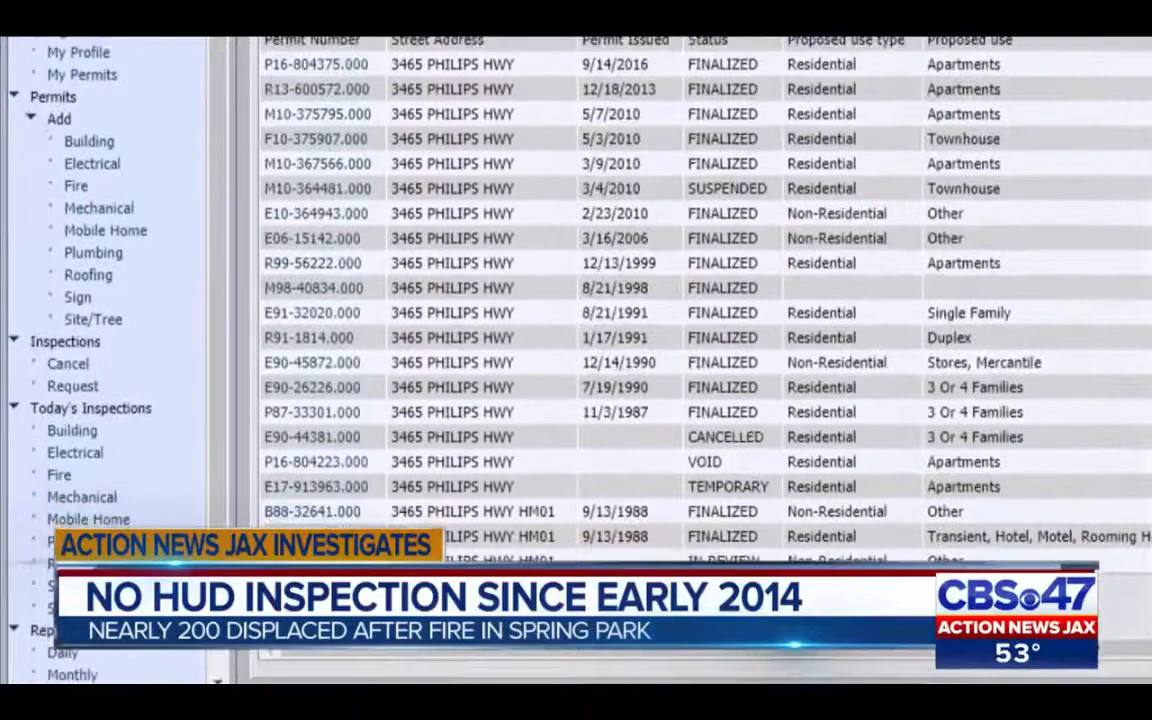 Permit Number Street Address Permit Issued Status Proposed use type Proposed use
My Profile
My Permits
Permits
Add
Building
Electrical
Fire
Mechanical
Mobile Home
Plumbing
Roofing
Sign
Site/Tree
Inspections
Cancel
Request
Today's Inspections
Building
Electrical
Fire
Mechanical
Mobile Home
Daily
Monthly
P16-804375.000 3465 PHILIPS HWY 9/14/2016 FINALIZED Residential Apartments
R13-600572.000 3465 PHILIPS HWY 12/18/2013 FINALIZED Residential Apartments
M10-375795.000 3465 PHILIPS HWY 5/7/2010 FINALIZED Residential Apartments
F10-375907.000 3465 PHILIPS HWY 5/3/2010 FINALIZED Residential Townhouse
M10-367566.000 3465 PHILIPS HWY 3/9/2010 FINALIZED Residential Apartments
M10-364481.000 3465 PHILIPS HWY 3/4/2010 SUSPENDED Residential Townhouse
E10-364943.000 3465 PHILIPS HWY 2/23/2010 FINALIZED Non-Residential Other
E06-15142.000 3465 PHILIPS HWY 3/16/2006 FINALIZED Non-Residential Other
R99-56222.000 3465 PHILIPS HWY 12/13/1999 FINALIZED Residential Apartments
M98-40834.000 3465 PHILIPS HWY 8/21/1998 FINALIZED
E91-32020.000 3465 PHILIPS HWY 8/21/1991 FINALIZED Residential Single Family
R91-1814.000 3465 PHILIPS HWY 1/17/1991 FINALIZED Residential Duplex
E90-45872.000 3465 PHILIPS HWY 12/14/1990 FINALIZED Non-Residential Stores, Mercantile
E90-26226.000 3465 PHILIPS HWY 7/19/1990 FINALIZED Residential 3 Or 4 Families
P87-33301.000 3465 PHILIPS HWY 11/3/1987 FINALIZED Residential 3 Or 4 Families
E90-44381.000 3465 PHILIPS HWY CANCELLED Residential 3 Or 4 Families
P16-804223.000 3465 PHILIPS HWY VOID Residential Apartments
E17-913963.000 3465 PHILIPS HWY TEMPORARY Residential Apartments
B88-32641.000 3465 PHILIPS HWY HM01 9/13/1988 FINALIZED Non-Residential Other
HWY HM01 9/13/1988 FINALIZED Residential Transient, Hotel, Motel, Rooming H
IN REVIEW Non-Residential Other
ACTION NEWS JAX INVESTIGATES
NO HUD INSPECTION SINCE EARLY 2014
NEARLY 200 DISPLACED AFTER FIRE IN SPRING PARK
CBS 47
ACTION NEWS JAX
53°